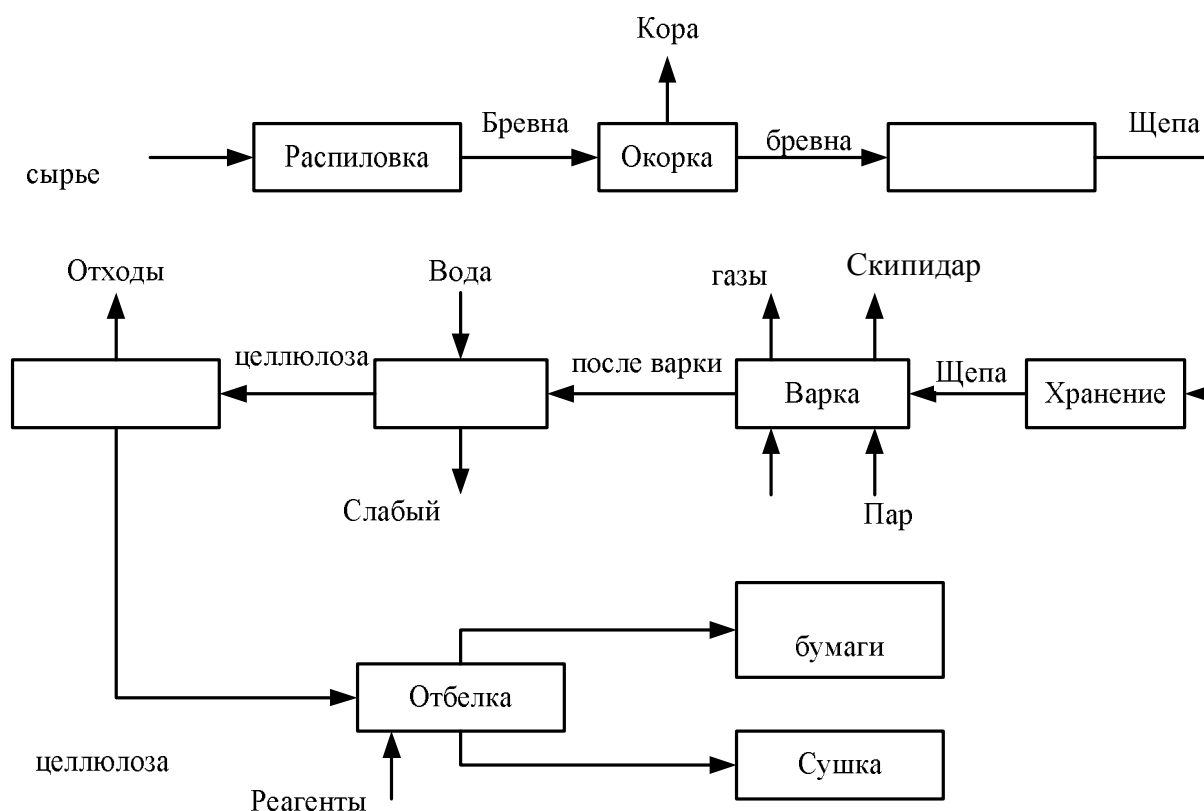 Кора
Бревна
Щепа
Распиловка
Окорка
бревна
сырье
Отходы
Вода
газы
Скипидар
целлюлоза
после варки
Щепа
Варка
Хранение
Слабый
Пар
бумаги
Отбелка
целлюлоза
Сушка
Реагенты